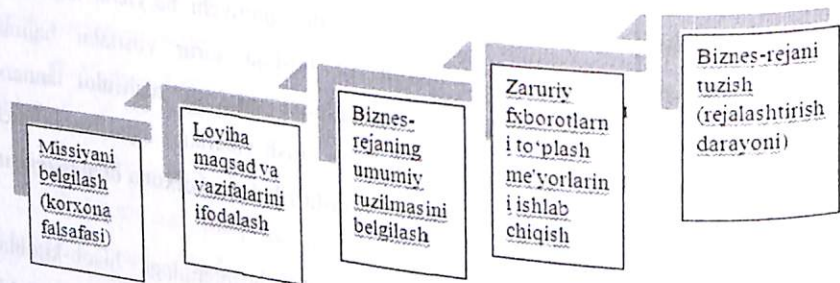 Missiyani
belgilash
(korxona
falsafasi)
Loyiha
maqsad va
vazifalarini
ifodalash
Biznes-
rejaning
umumiy
tuzilmasini
belgilash
Zaruriy
fxborotlarn
i to‘plash
me’yorlarin
i ishlab
chiqish
Biznes-rejani
tuzish
(rejalashtirish
darayoni)